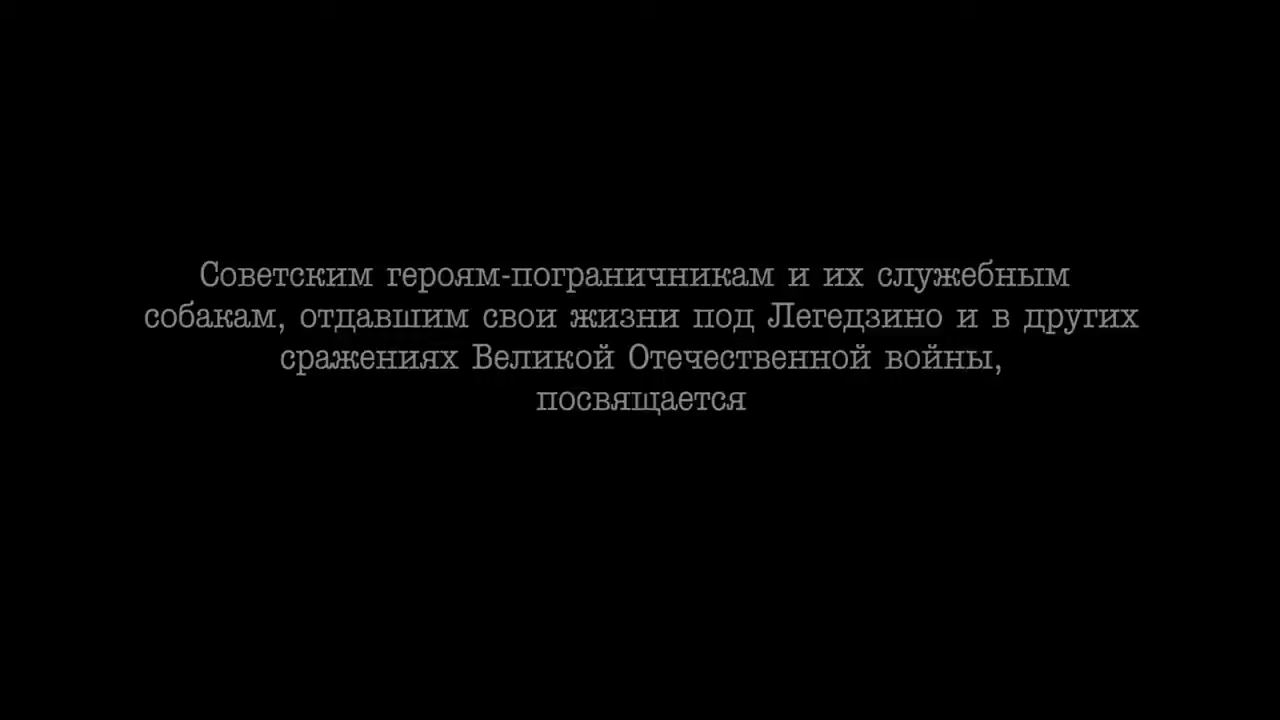 Советским героям-пограничникам и их служебным
собакам, отдавшим свои жизни под Легедзино и в других
сражениях Великой Отечественной войны,
посвящается